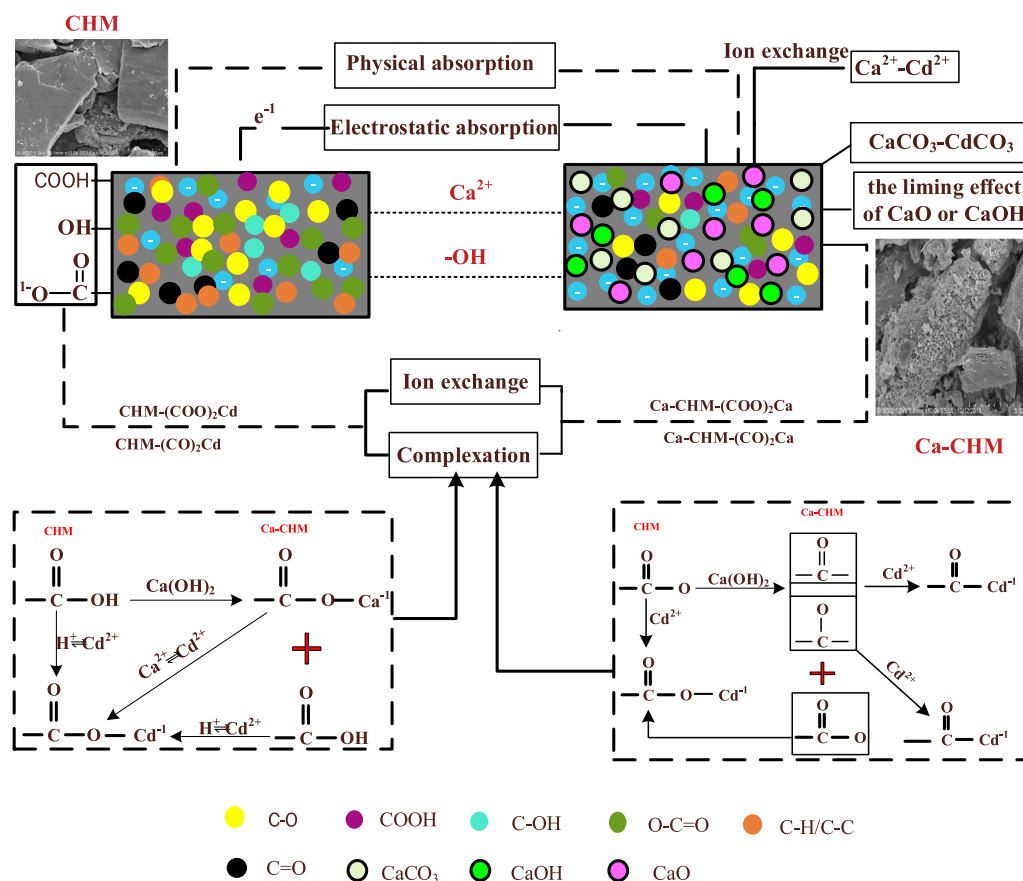 CHM
Physical absorption
Ion exchange
Ca²⁺-Cd²⁺
e⁻¹
Electrostatic absorption
CaCO₃-CdCO₃
COOH
Ca²⁺
the liming effect
of CaO or CaOH
OH
-OH
O
¹⁻O
C
Ion exchange
CHM-(COO)₂Cd
CHM-(CO)₂Cd
Ca-CHM-(COO)₂Ca
Ca-CHM-(CO)₂Ca
Complexation
Ca-CHM
CHM
Ca-CHM
O
O
Ca(OH)₂
C
OH
C
O
Ca⁻¹
H⁺⇌Cd²⁺
Ca²⁺⇌Cd²⁺
O
O
C
O
Cd⁻¹
H⁺⇌Cd²⁺
C
OH
CHM
Ca-CHM
O
O
O
C
O
Ca(OH)₂
C
Cd²⁺
C
Cd⁻¹
Cd²⁺
O
C
O
C
O
Cd⁻¹
Cd²⁺
O
C
O
O
C
Cd⁻¹
C-O
COOH
C-OH
O-C=O
C-H/C-C
C=O
CaCO₃
CaOH
CaO